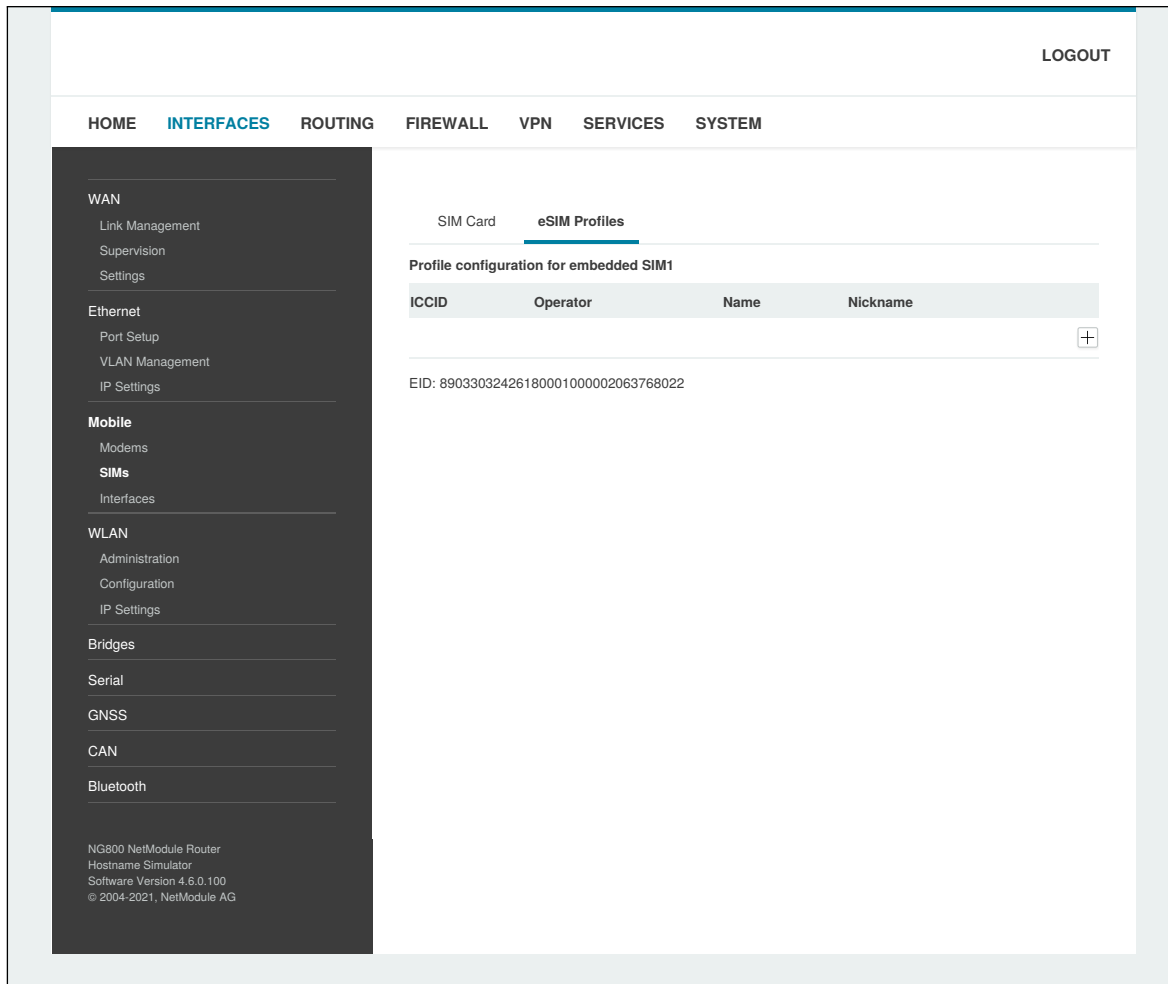 LOGOUT
HOME INTERFACES ROUTING FIREWALL VPN SERVICES SYSTEM
WAN
Link Management
Supervision
Settings
Ethernet
Port Setup
VLAN Management
IP Settings
Mobile
Modems
SIMs
Interfaces
WLAN
Administration
Configuration
IP Settings
Bridges
Serial
GNSS
CAN
Bluetooth
NG800 NetModule Router
Hostname Simulator
Software Version 4.6.0.100
© 2004-2021, NetModule AG
SIM Card eSIM Profiles
Profile configuration for embedded SIM1
ICCID Operator Name Nickname
EID: 89033032426180001000002063768022